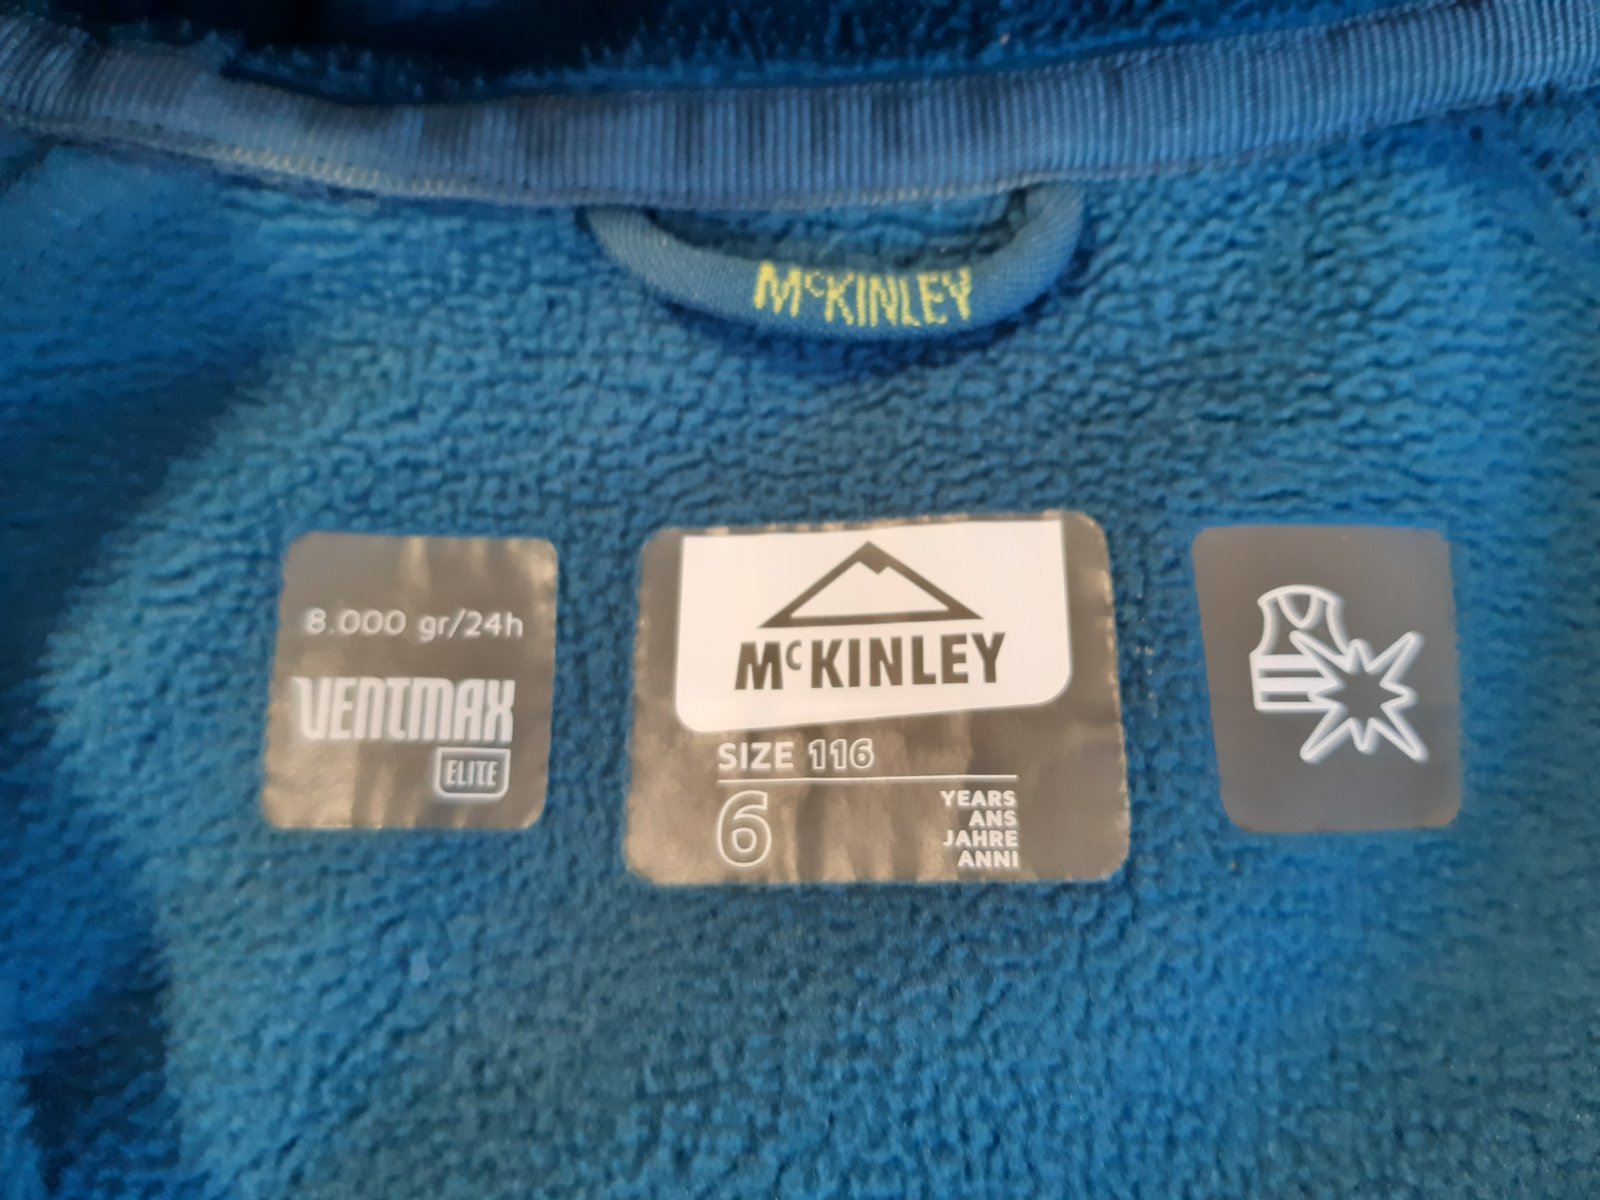 McKINLEY
8.000 gr/24h
VENTMAX
ELITE
McKINLEY
SIZE 116
6
YEARS
ANS
JAHRE
ANNI